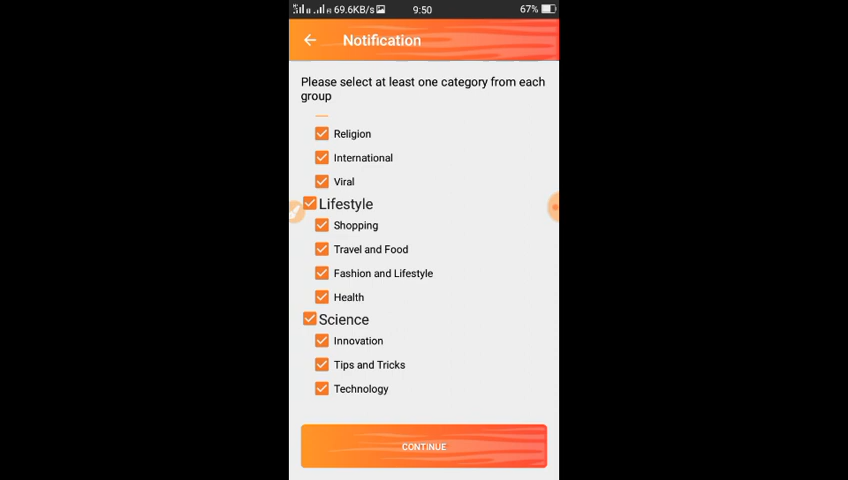 69.6KB/s 9:50 67%
Notification
Please select at least one category from each
group
Religion
International
Viral
Lifestyle
Shopping
Travel and Food
Fashion and Lifestyle
Health
Science
Innovation
Tips and Tricks
Technology
CONTINUE